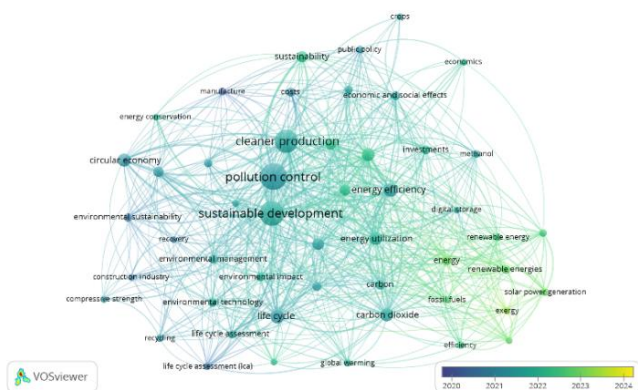 crops
public policy
economics
sustainability
manufacture
costs
economic and social effects
energy conservation
cleaner production
investments
methanol
circular economy
pollution control
energy efficiency
sustainable development
digital storage
environmental sustainability
recovery
energy utilization
renewable energy
environmental management
energy
renewable energies
construction industry
environmental impact
carbon
solar power generation
compressive strength
environmental technology
fossil fuels
exergy
life cycle
carbon dioxide
recycling
life cycle assessment
efficiency
life cycle assessment (lca)
global warming
VOSviewer
2020 2021 2022 2023 2024